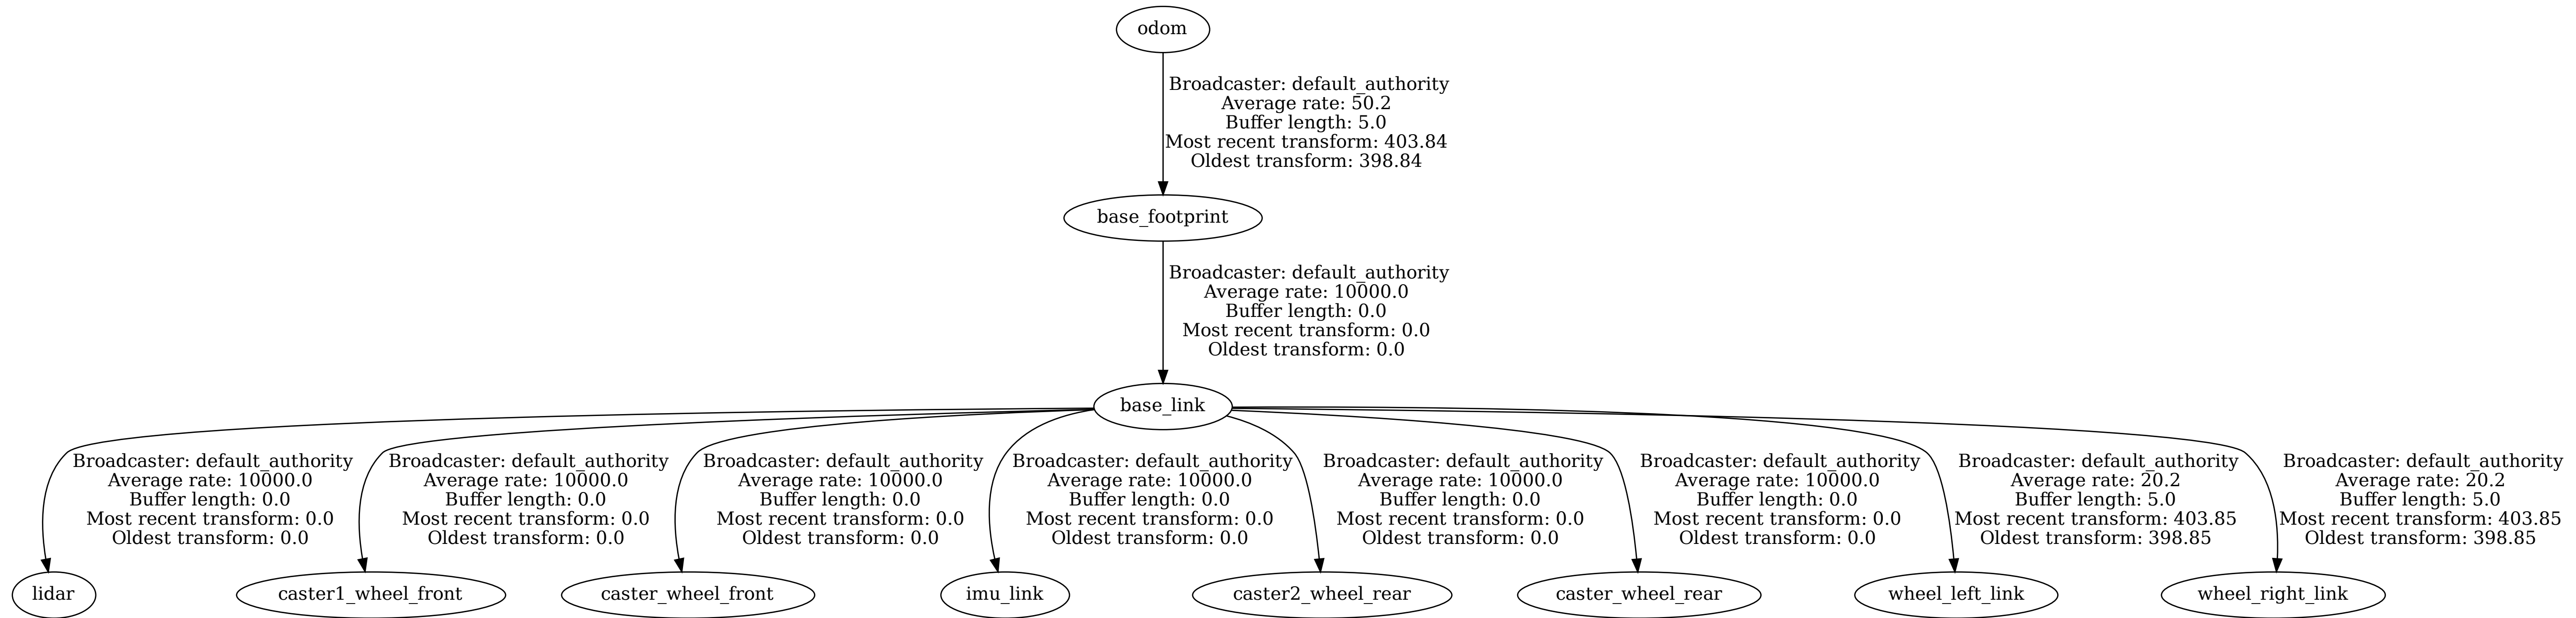 odom
Broadcaster: default_authority
Average rate: 50.2
Buffer length: 5.0
Most recent transform: 403.84
Oldest transform: 398.84
base_footprint
Broadcaster: default_authority
Average rate: 10000.0
Buffer length: 0.0
Most recent transform: 0.0
Oldest transform: 0.0
base_link
Broadcaster: default_authority
Average rate: 10000.0
Buffer length: 0.0
Most recent transform: 0.0
Oldest transform: 0.0
Broadcaster: default_authority
Average rate: 10000.0
Buffer length: 0.0
Most recent transform: 0.0
Oldest transform: 0.0
Broadcaster: default_authority
Average rate: 10000.0
Buffer length: 0.0
Most recent transform: 0.0
Oldest transform: 0.0
Broadcaster: default_authority
Average rate: 10000.0
Buffer length: 0.0
Most recent transform: 0.0
Oldest transform: 0.0
Broadcaster: default_authority
Average rate: 10000.0
Buffer length: 0.0
Most recent transform: 0.0
Oldest transform: 0.0
Broadcaster: default_authority
Average rate: 10000.0
Buffer length: 0.0
Most recent transform: 0.0
Oldest transform: 0.0
Broadcaster: default_authority
Average rate: 20.2
Buffer length: 5.0
Most recent transform: 403.85
Oldest transform: 398.85
Broadcaster: default_authority
Average rate: 20.2
Buffer length: 5.0
Most recent transform: 403.85
Oldest transform: 398.85
lidar
caster1_wheel_front
caster_wheel_front
imu_link
caster2_wheel_rear
caster_wheel_rear
wheel_left_link
wheel_right_link